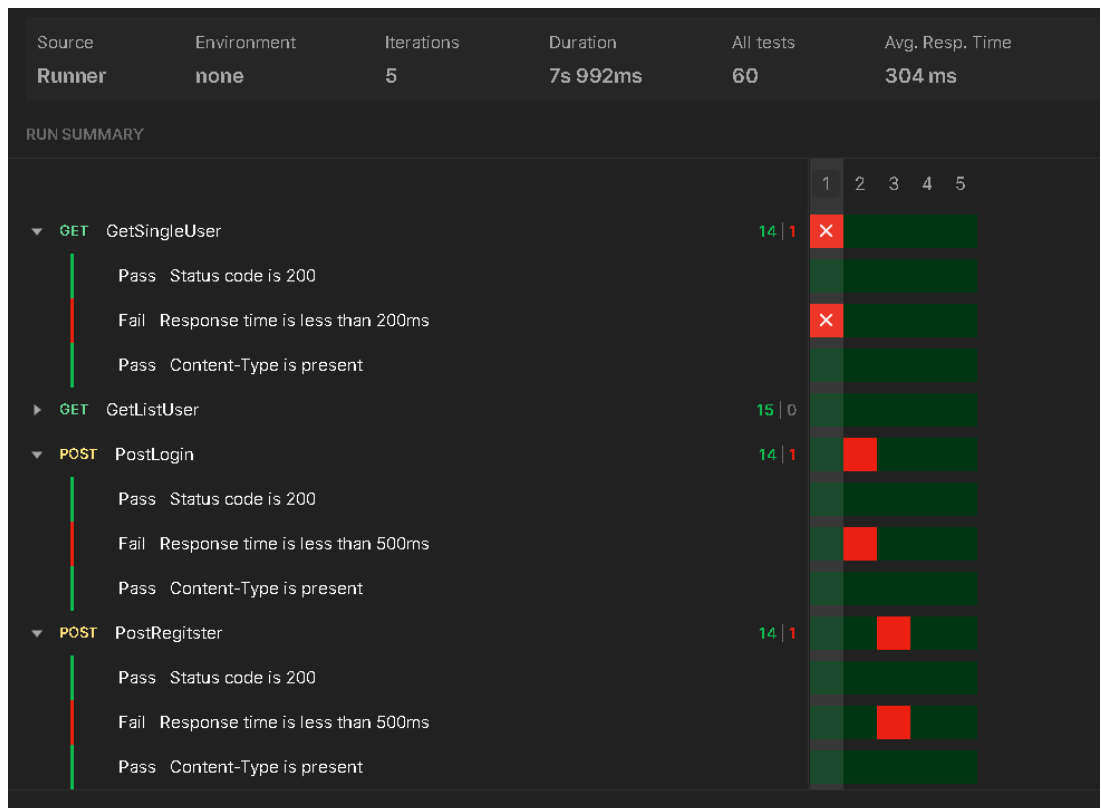 Source Environment Iterations Duration All tests Avg. Resp. Time
Runner none 5 7s 992ms 60 304 ms
RUN SUMMARY
1 2 3 4 5
GET GetSingleUser 14|1
Pass Status code is 200
Fail Response time is less than 200ms
Pass Content-Type is present
GET GetListUser 15|0
POST PostLogin 14|1
Pass Status code is 200
Fail Response time is less than 500ms
Pass Content-Type is present
POST PostRegitster 14|1
Pass Status code is 200
Fail Response time is less than 500ms
Pass Content-Type is present